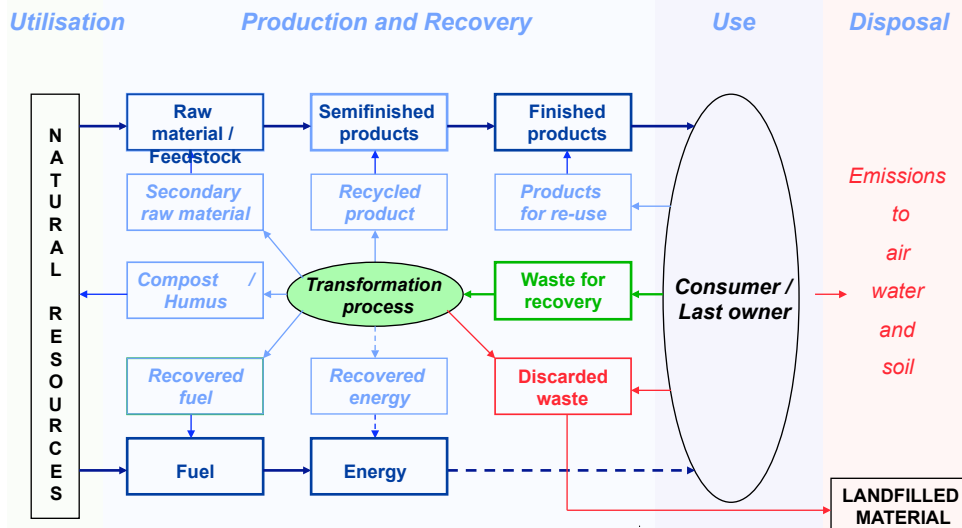 Utilisation
Production and Recovery
Use
Disposal
NATURAL RESOURCES
Raw
material /
Feedstock
Semifinished
products
Finished
products
Secondary
raw material
Recycled
product
Products
for re-use
Emissions
to
air
water
and
soil
Compost /
Humus
Transformation
process
Waste for
recovery
Consumer /
Last owner
Recovered
fuel
Recovered
energy
Discarded
waste
Fuel
Energy
LANDFILLED
MATERIAL